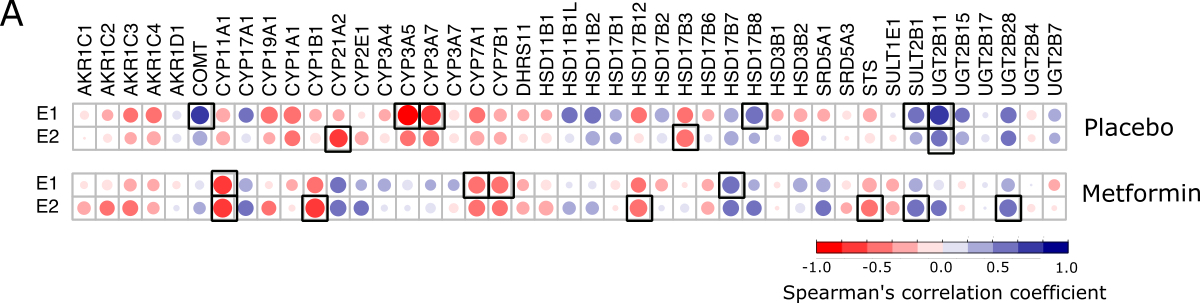 A
AKR1C1
AKR1C2
AKR1C3
AKR1C4
AKR1D1
COMT
CYP11A1
CYP17A1
CYP19A1
CYP1A1
CYP1B1
CYP21A2
CYP2E1
CYP3A4
CYP3A5
CYP3A7
CYP3A7
CYP7A1
CYP7B1
DHRS11
HSD11B1
HSD11B1L
HSD11B2
HSD17B1
HSD17B12
HSD17B2
HSD17B3
HSD17B6
HSD17B7
HSD17B8
HSD3B1
HSD3B2
SRD5A1
SRD5A3
STS
SULT1E1
SULT2B1
UGT2B11
UGT2B15
UGT2B17
UGT2B28
UGT2B4
UGT2B7
E1
E2
Placebo
E1
E2
Metformin
-1.0 -0.5 0.0 0.5 1.0
Spearman's correlation coefficient